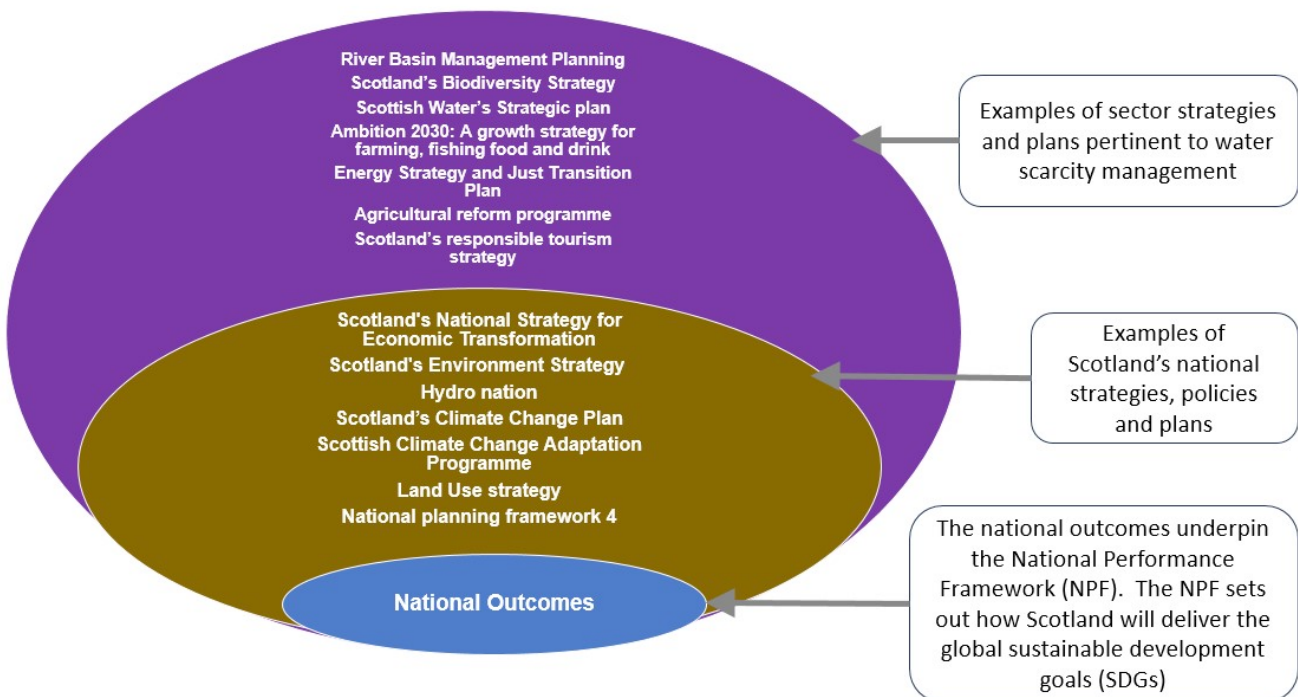 River Basin Management Planning
Scotland's Biodiversity Strategy
Scottish Water's Strategic plan
Ambition 2030: A growth strategy for
farming, fishing food and drink
Energy Strategy and Just Transition
Plan
Agricultural reform programme
Scotland's responsible tourism
strategy
Examples of sector strategies
and plans pertinent to water
scarcity management
Scotland's National Strategy for
Economic Transformation
Scotland's Environment Strategy
Hydro nation
Scotland's Climate Change Plan
Scottish Climate Change Adaptation
Programme
Land Use strategy
National planning framework 4
Examples of
Scotland's national
strategies, policies
and plans
National Outcomes
The national outcomes underpin
the National Performance
Framework (NPF). The NPF sets
out how Scotland will deliver the
global sustainable development
goals (SDGs)